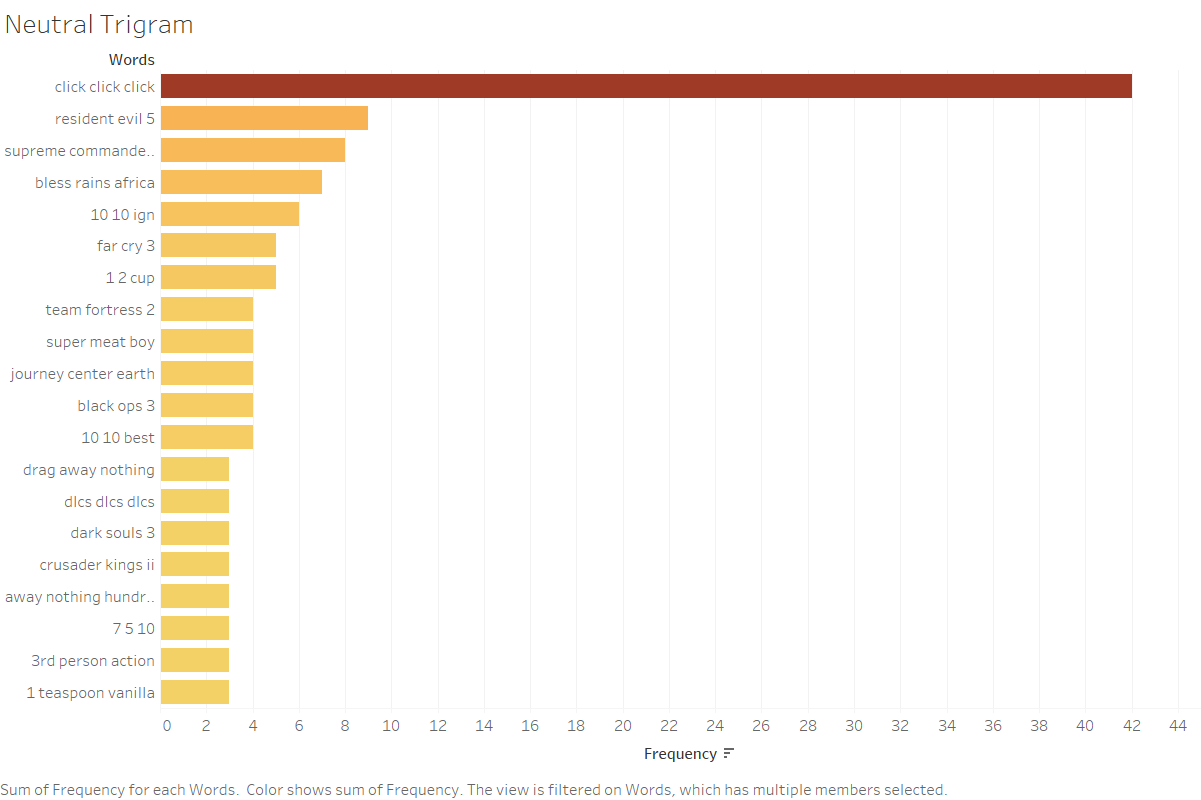 Neutral Trigram
Words
click click click
resident evil 5
supreme commande..
bless rains africa
10 10 ign
far cry 3
1 2 cup
team fortress 2
super meat boy
journey center earth
black ops 3
10 10 best
drag away nothing
dlcs dlcs dlcs
dark souls 3
crusader kings ii
away nothing hundr..
7 5 10
3rd person action
1 teaspoon vanilla
0 2 4 6 8 10 12 14 16 18 20 22 24 26 28 30 32 34 36 38 40 42 44
Frequency
Sum of Frequency for each Words. Color shows sum of Frequency. The view is filtered on Words, which has multiple members selected.